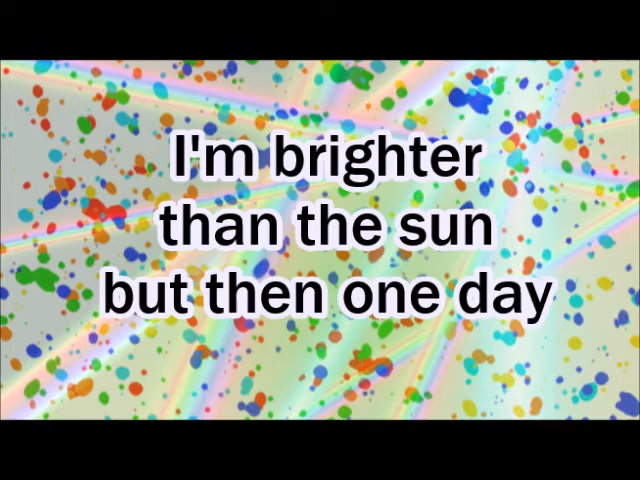 I'm brighter
than the sun
but then one day